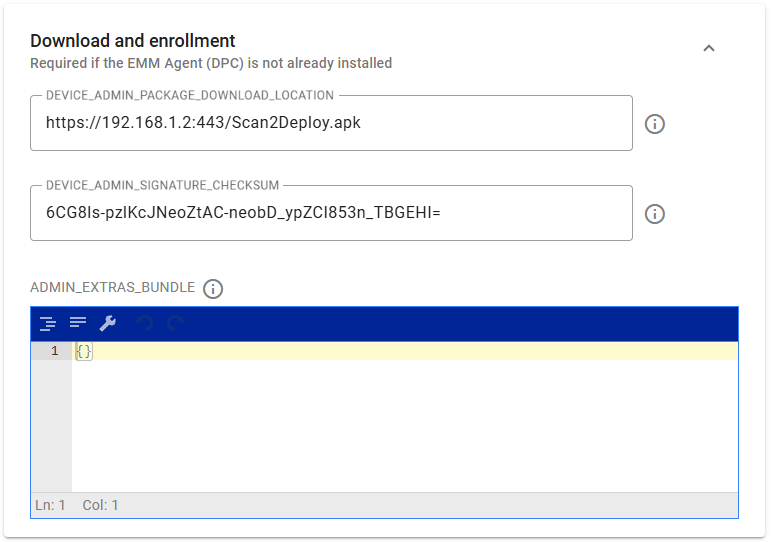 Download and enrollment
Required if the EMM Agent (DPC) is not already installed
DEVICE_ADMIN_PACKAGE_DOWNLOAD_LOCATION
https://192.168.1.2:443/Scan2Deploy.apk
DEVICE_ADMIN_SIGNATURE_CHECKSUM
6CG8Is-pzIKcJNeoZtAC-neobD_ypZCI853n_TBGEHI=
ADMIN_EXTRAS_BUNDLE
1 {}
Ln: 1 Col: 1